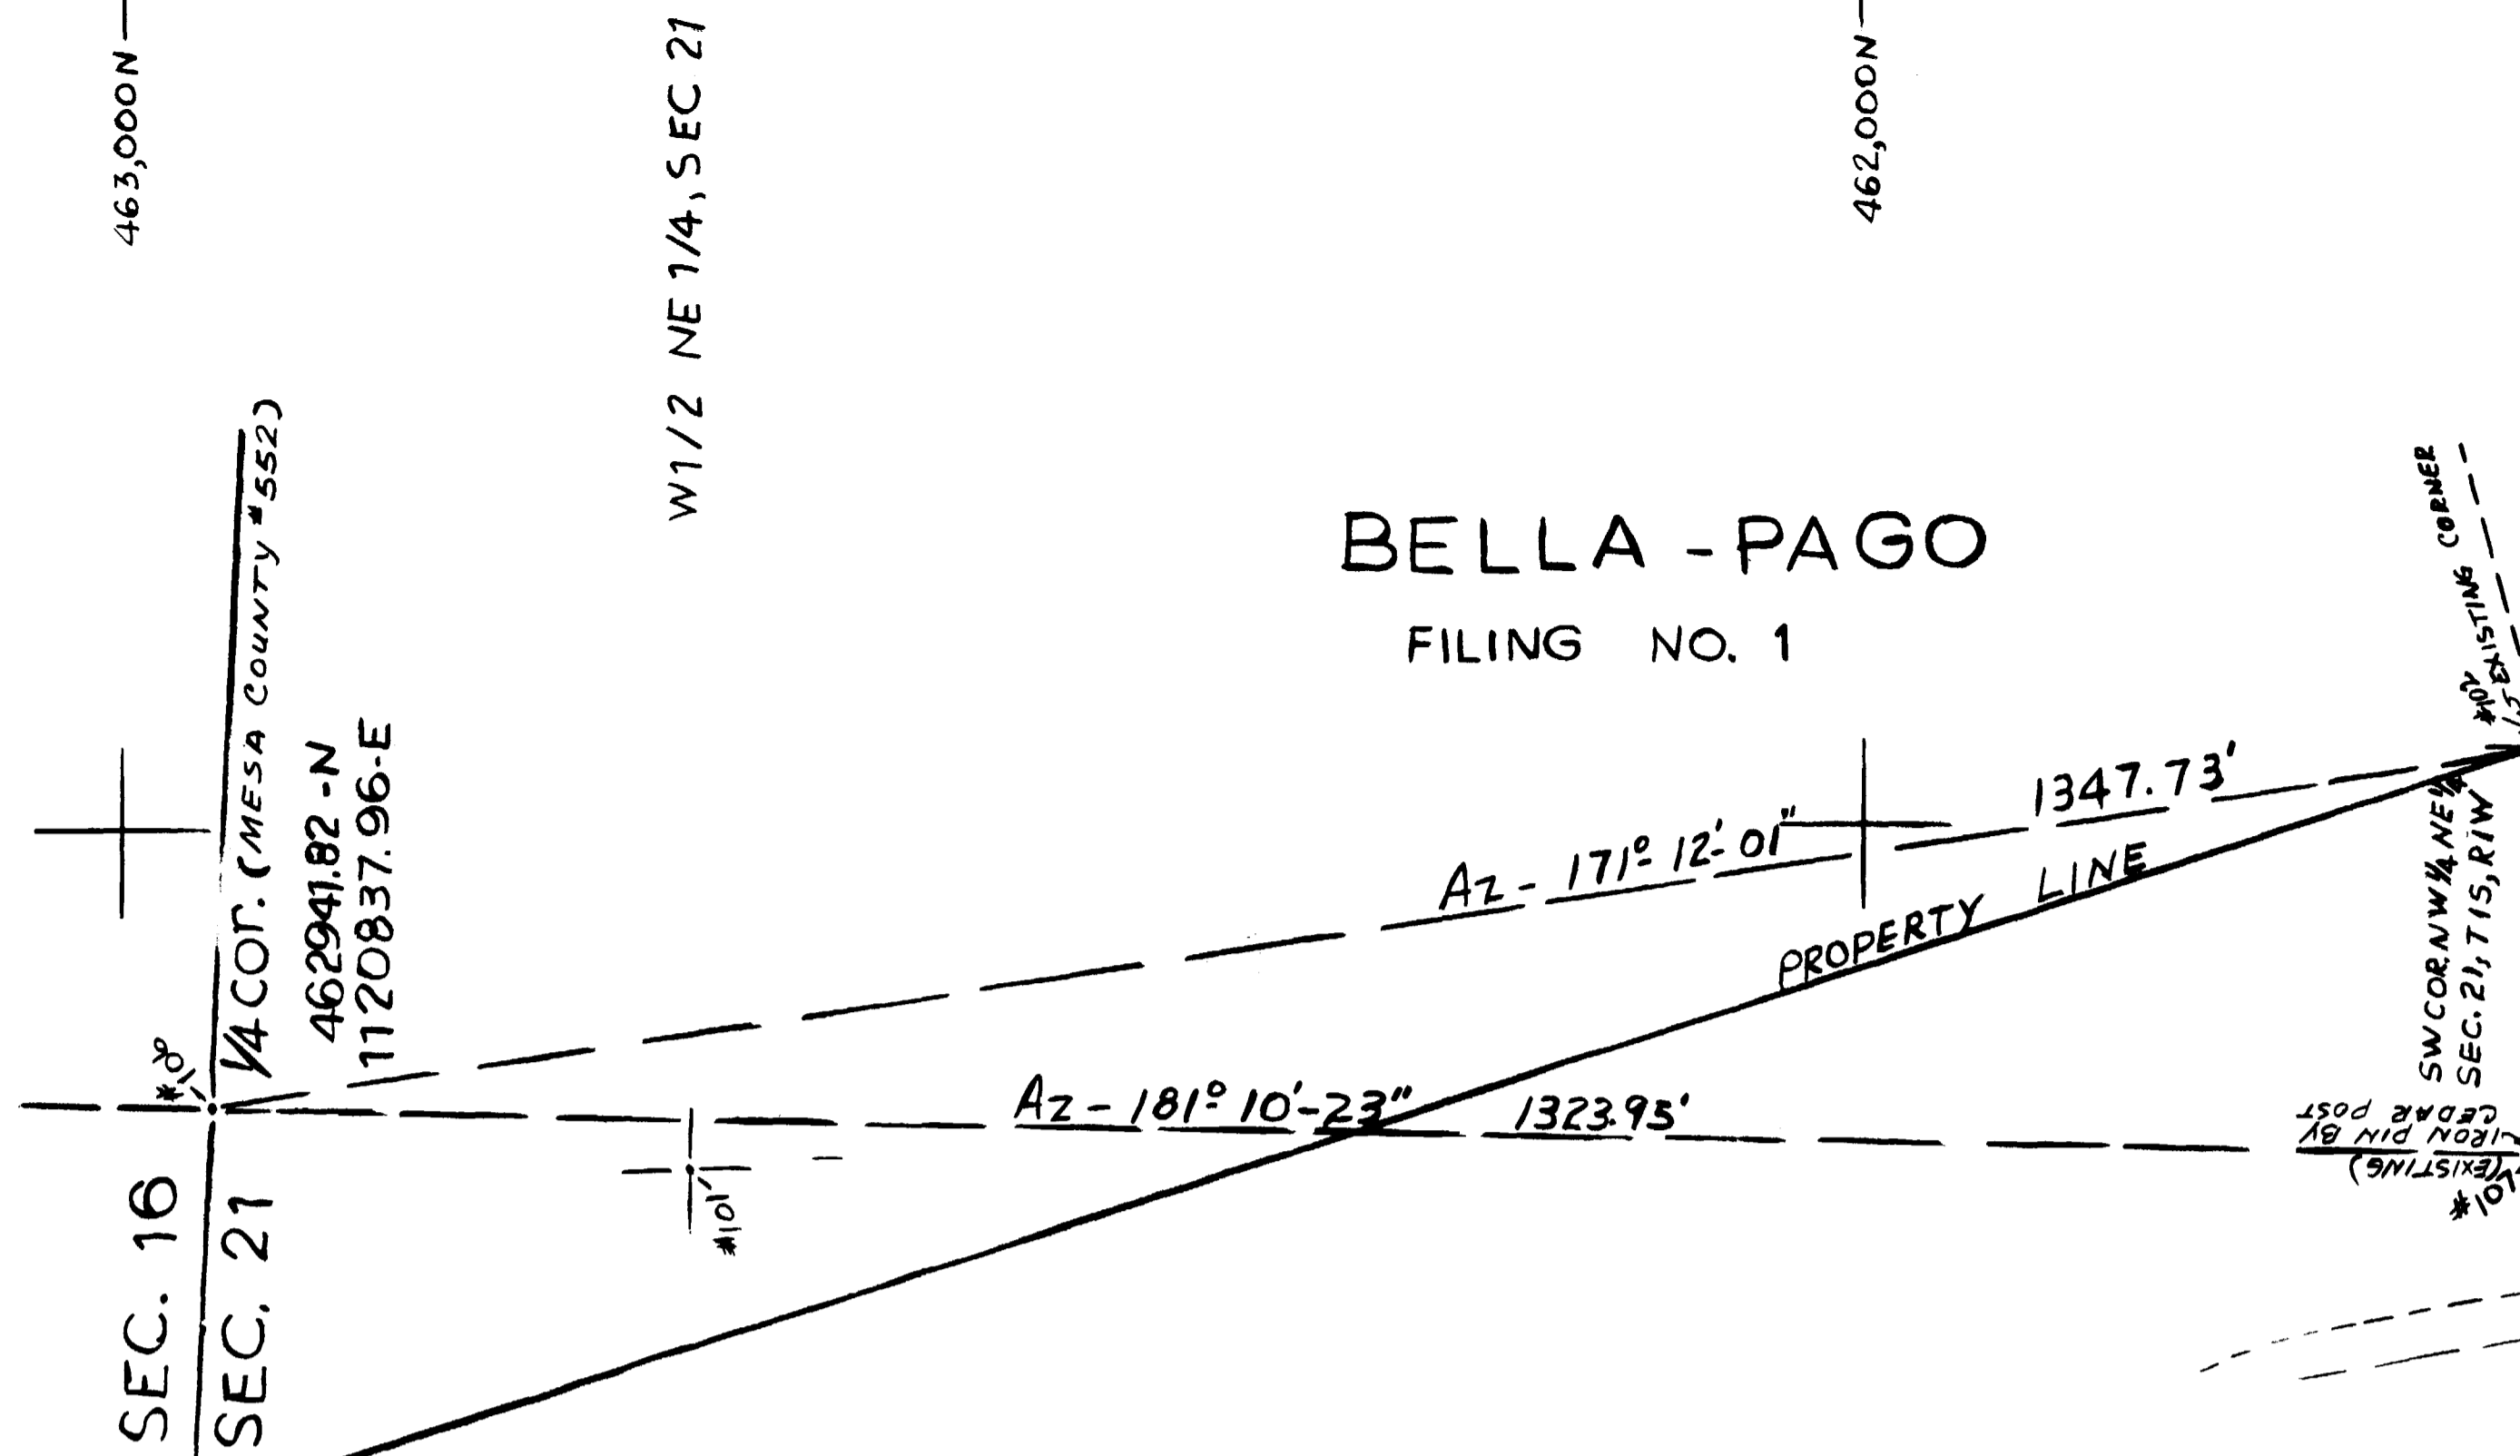 463,000N
W1/2 NE1/4, SEC 21
462,000N
BELLA-PAGO
FILING NO. 1
1/4 COT. (MESA COUNTY #552)
462941.82-N
1120837.96-E
Az - 171° 12' 01"
1347.73'
PROPERTY LINE
Az - 181° 10' - 23"
1323.95'
EXISTING CORNER
SW COR. NW1/4 NE1/4
SEC. 21, T1S, R1W
CEDAR POST
IRON PIN BY
(EXISTING)
#101
SEC. 16
SEC. 21